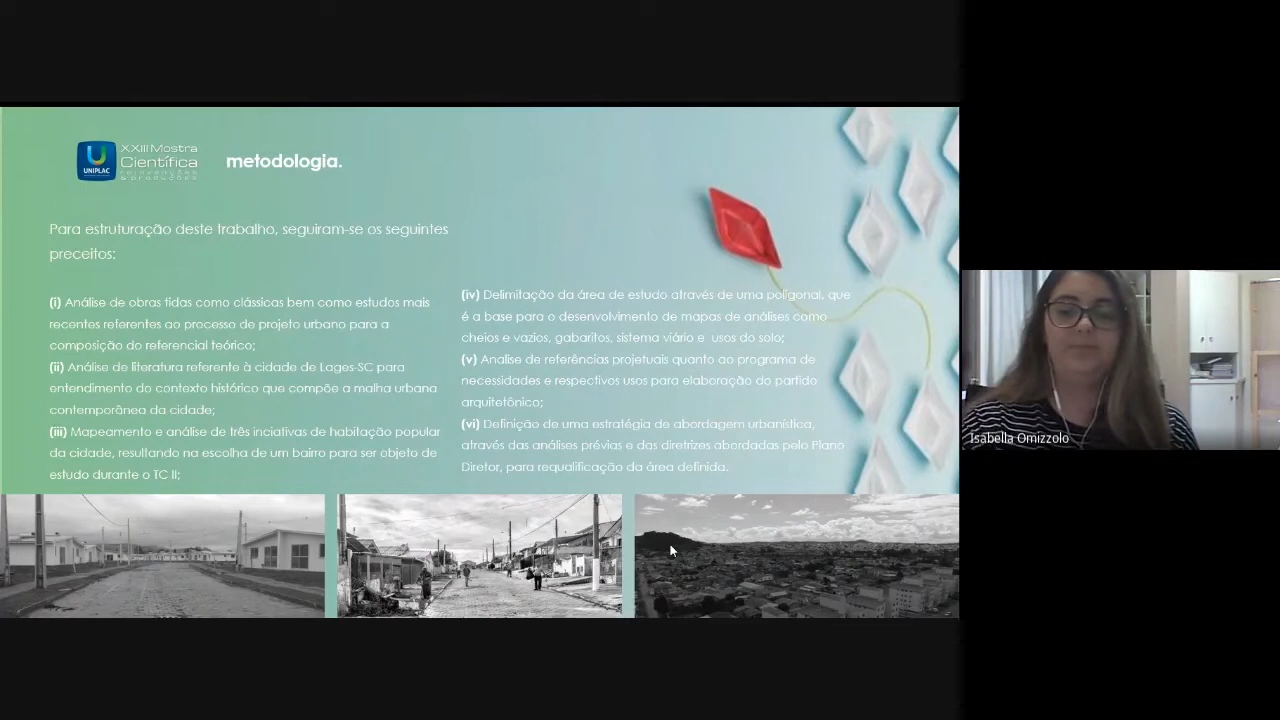 XXIII Mostra
Científica
reinvenções
& produções
UNIPLAC
metodologia.
Para estruturação deste trabalho, seguiram-se os seguintes
preceitos:
(i) Análise de obras tidas como clássicas bem como estudos mais
recentes referentes ao processo de projeto urbano para a
composição do referencial teórico;
(ii) Análise de literatura referente à cidade de Lages-SC para
entendimento do contexto histórico que compõe a malha urbana
contemporânea da cidade;
(iii) Mapeamento e análise de três inciativas de habitação popular
da cidade, resultando na escolha de um bairro para ser objeto de
estudo durante o TC II;
(iv) Delimitação da área de estudo através de uma poligonal, que
é a base para o desenvolvimento de mapas de análises como
cheios e vazios, gabaritos, sistema viário e usos do solo;
(v) Analise de referências projetuais quanto ao programa de
necessidades e respectivos usos para elaboração do partido
arquitetônico;
(vi) Definição de uma estratégia de abordagem urbanística,
através das análises prévias e das diretrizes abordadas pelo Plano
Diretor, para requalificação da área definida.
Isabella Omizzolo